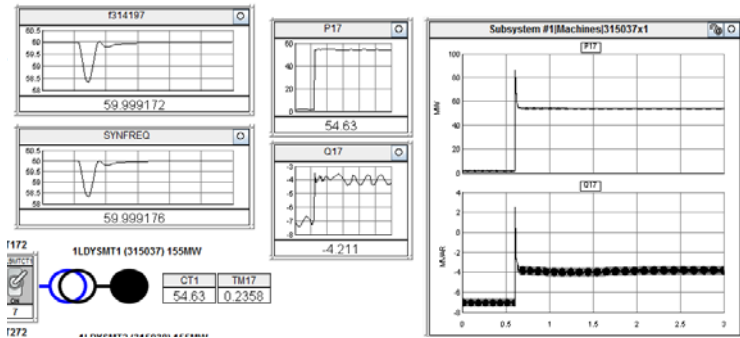 f314197
60.5
60
59.5
59
58.5
58
59.999172
SYNFREQ
60.5
60
59.5
59
58.5
58
59.999176
P17
60
40
20
0
54.63
Q17
-3
-4
-5
-6
-7
-8
-4.211
Subsystem #1|Machines|315037x1
P17
MW
100
80
60
40
20
0
Q17
MVAR
4
2
0
-2
-4
-6
-8
0 0.5 1 1.5 2 2.5 3
T172
1LDYSMT1 (315037) 155MW
ON
7
CT1 TM17
54.63 0.2358
T272